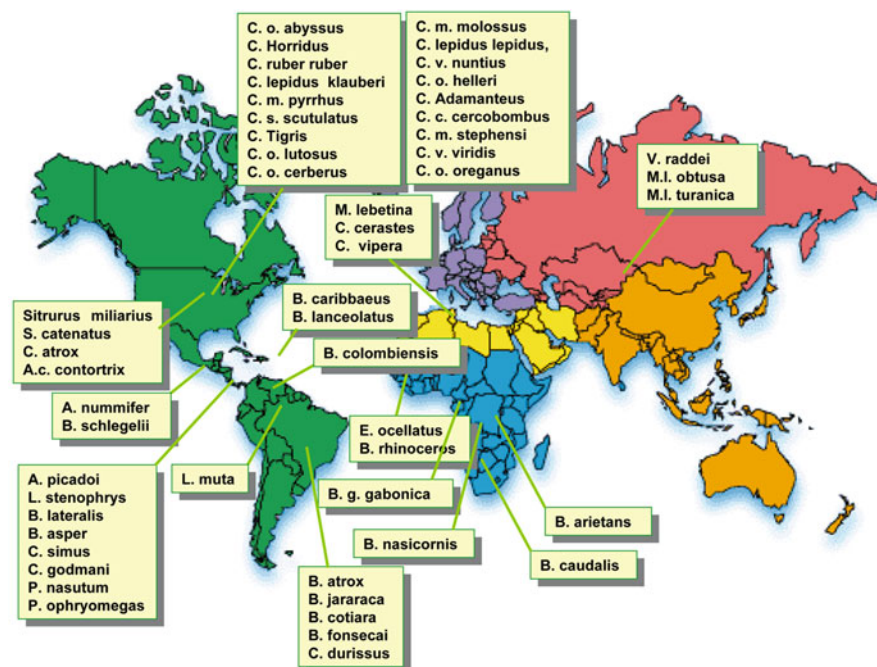 C. o. abyssus
C. Horridus
C. ruber ruber
C. lepidus klauberi
C. m. pyrrhus
C. s. scutulatus
C. Tigris
C. o. lutosus
C. o. cerberus
C. m. molossus
C. lepidus lepidus,
C. v. nuntius
C. o. helleri
C. Adamanteus
C. c. cercobombus
C. m. stephensi
C. v. viridis
C. o. oreganus
V. raddei
M.l. obtusa
M.l. turanica
M. lebetina
C. cerastes
C. vipera
Sitrurus miliarius
S. catenatus
C. atrox
A.c. contortrix
B. caribbaeus
B. lanceolatus
B. colombiensis
A. nummifer
B. schlegelii
E. ocellatus
B. rhinoceros
A. picadoi
L. stenophrys
B. lateralis
B. asper
C. simus
C. godmani
P. nasutum
P. ophryomegas
L. muta
B. g. gabonica
B. arietans
B. nasicornis
B. caudalis
B. atrox
B. jararaca
B. cotiara
B. fonsecai
C. durissus